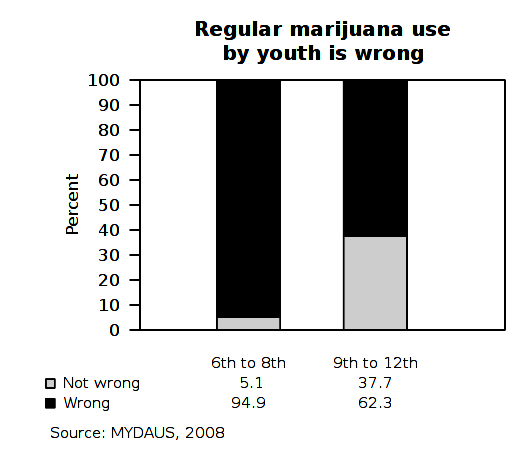 Regular marijuana use
by youth is wrong
100
90
80
70
60
50
40
30
20
10
0
Percent
6th to 8th 9th to 12th
Not wrong 5.1 37.7
Wrong 94.9 62.3
Source: MYDAUS, 2008